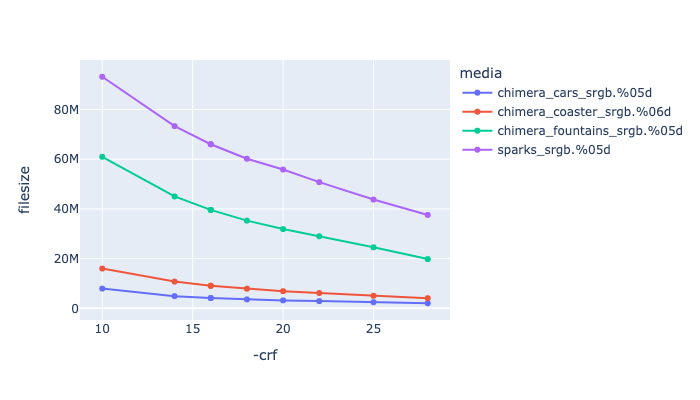 media
chimera_cars_srgb.%05d
chimera_coaster_srgb.%06d
chimera_fountains_srgb.%05d
sparks_srgb.%05d
filesize
80M
60M
40M
20M
0
10 15 20 25
-crf